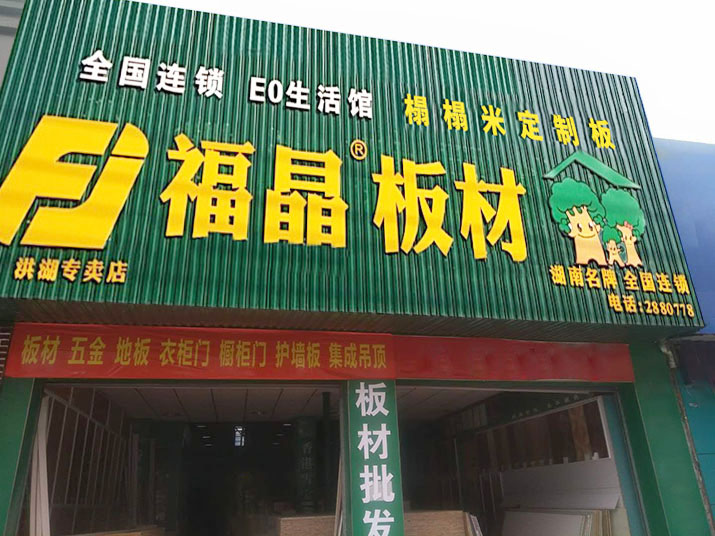 全国连锁 E0生活馆 榻榻米定制板
FJ 福晶® 板材
洪湖专卖店
湖南名牌 全国连锁
电话:2880778
板材 五金 地板 衣柜门 橱柜门 护墙板 集成吊顶
板材批发